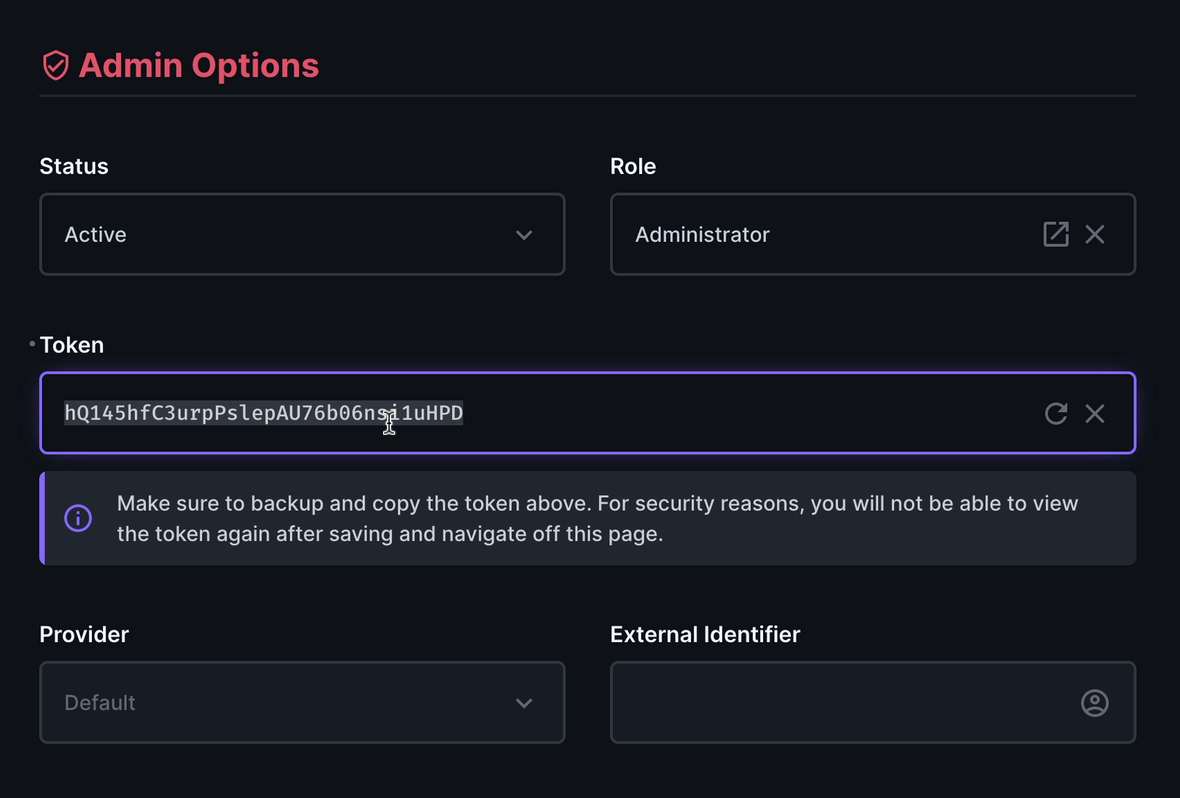 Admin Options
Status
Role
Active
Administrator
Token
hQ145hfC3urpPslepAU76b06nsi1uHPD
Make sure to backup and copy the token above. For security reasons, you will not be able to view
the token again after saving and navigate off this page.
Provider
External Identifier
Default